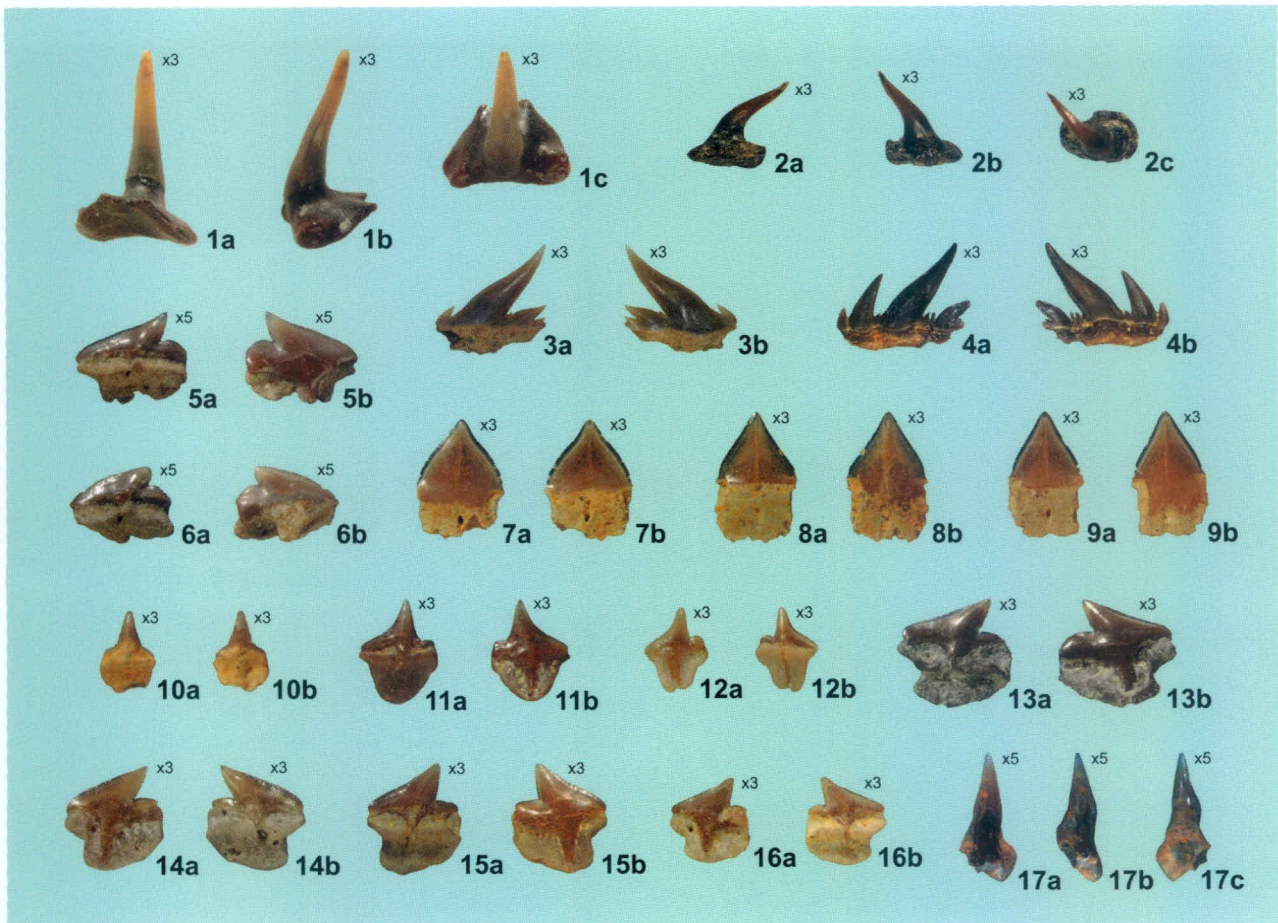 x3 x3 x3 x3 x3 x3
1a 1b 1c 2a 2b 2c
x3 x3 x3 x3
3a 3b 4a 4b
x5 x5
5a 5b
x5 x5 x3 x3 x3 x3 x3 x3
6a 6b 7a 7b 8a 8b 9a 9b
x3 x3 x3 x3 x3 x3 x3 x3
10a 10b 11a 11b 12a 12b 13a 13b
x3 x3 x3 x3 x3 x3 x5 x5 x5
14a 14b 15a 15b 16a 16b 17a 17b 17c